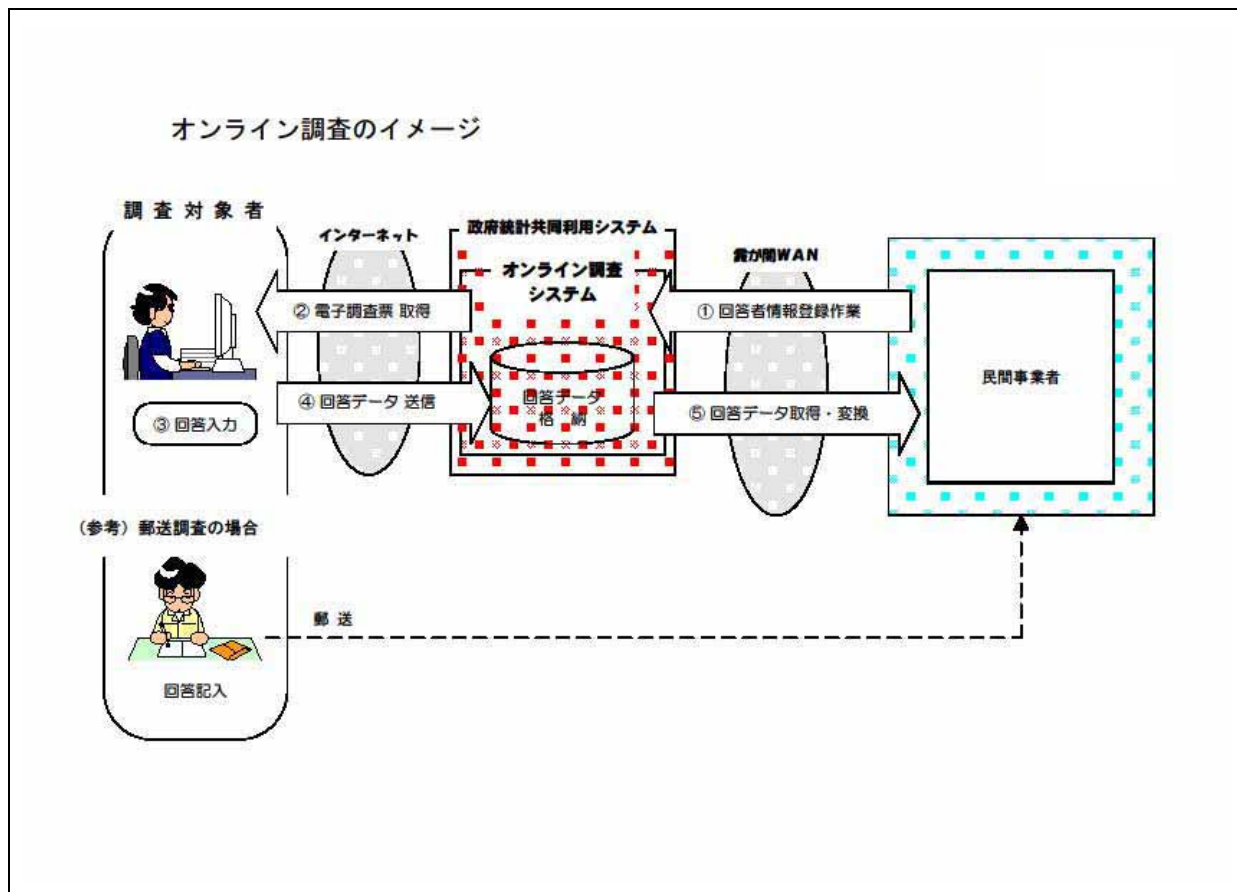 オンライン調査のイメージ
調査対象者
インターネット
政府統計共同利用システム
霞が関WAN
オンライン調査
システム
② 電子調査票 取得
① 回答者情報登録作業
民間事業者
③ 回答入力
④ 回答データ 送信
回答データ
格 納
⑤ 回答データ取得・変換
(参考) 郵送調査の場合
郵 送
回答記入